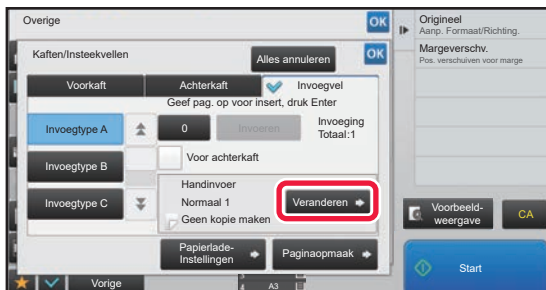 Overige
OK
Kaften/Insteekvellen
Alles annuleren
OK
Voorkaft
Achterkaft
Invoegvel
Geef pag. op voor insert, druk Enter
Invoegtype A
0
Invoeren
Invoeging
Totaal:1
Invoegtype B
Voor achterkaft
Invoegtype C
Handinvoer
Normaal 1
Geen kopie maken
Veranderen
Papierlade-
Instellingen
Paginaopmaak
Vorige
A3
Origineel
Aanp. Formaat/Richting.
Margeverschv.
Pos. verschuiven voor marge
Voorbeeld-
weergave
CA
Start